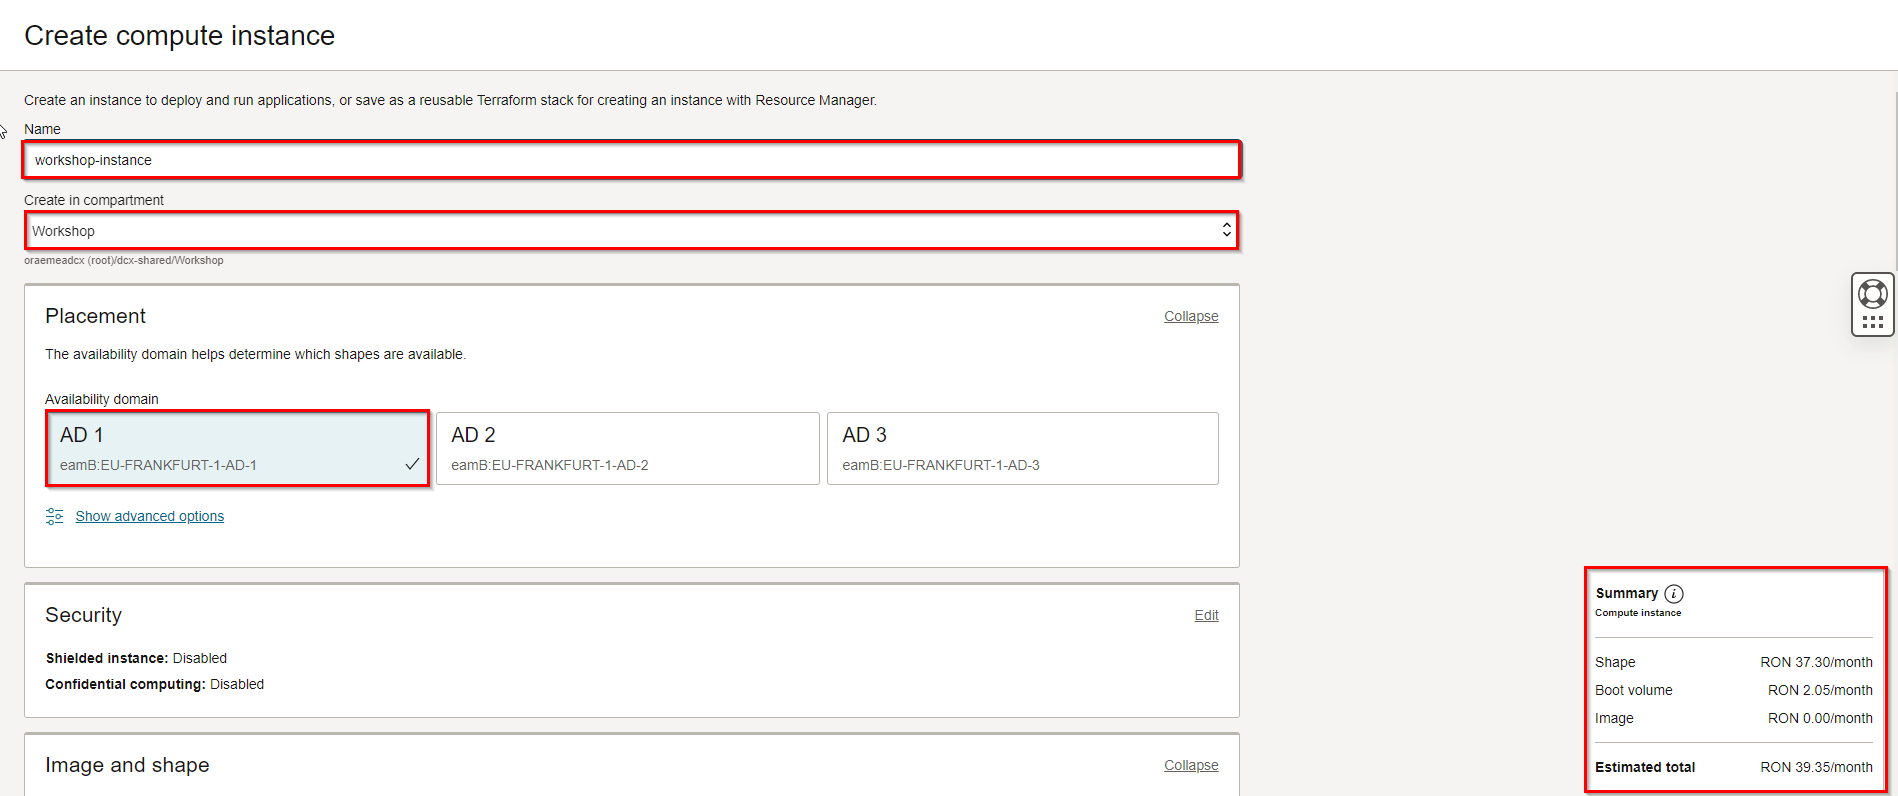 Create compute instance
Create an instance to deploy and run applications, or save as a reusable Terraform stack for creating an instance with Resource Manager.
Name
workshop-instance
Create in compartment
Workshop
oraemeadcx (root)/dcx-shared/Workshop
Placement
Collapse
The availability domain helps determine which shapes are available.
Availability domain
AD 1
eamB:EU-FRANKFURT-1-AD-1
AD 2
eamB:EU-FRANKFURT-1-AD-2
AD 3
eamB:EU-FRANKFURT-1-AD-3
Show advanced options
Security
Edit
Shielded instance: Disabled
Confidential computing: Disabled
Image and shape
Collapse
Summary i
Compute instance
Shape RON 37.30/month
Boot volume RON 2.05/month
Image RON 0.00/month
Estimated total RON 39.35/month